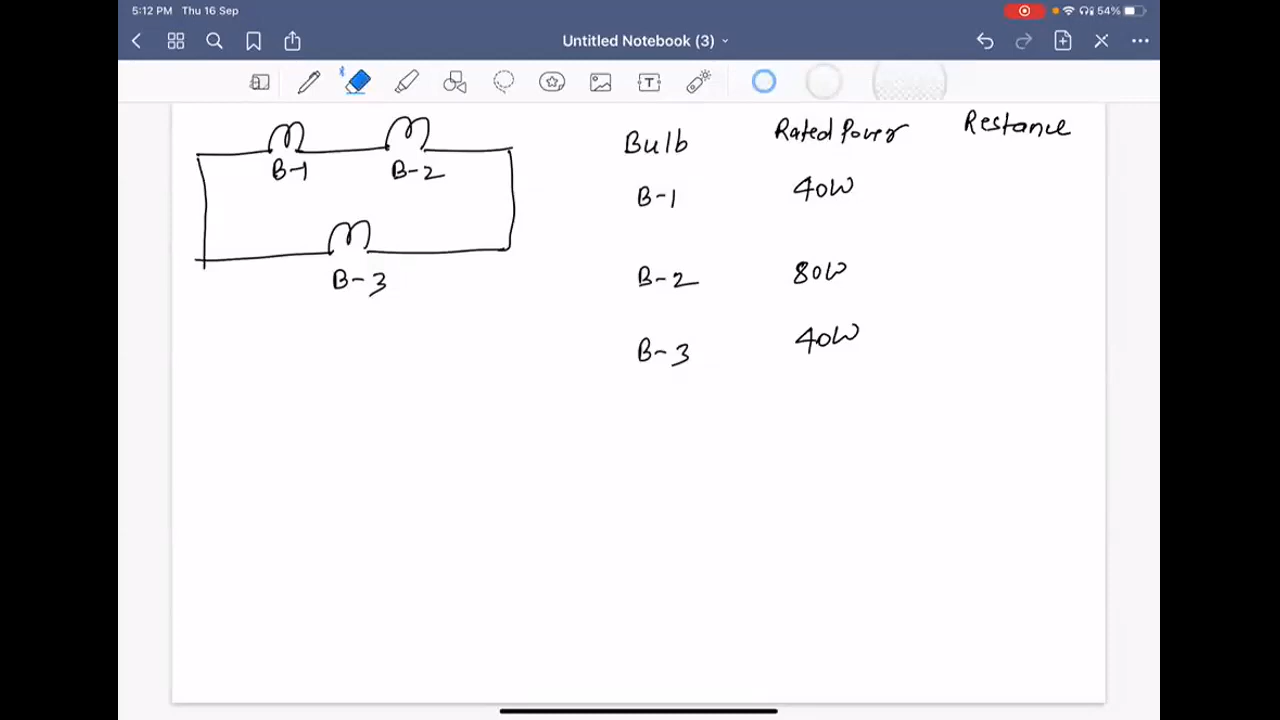 5:12 PM Thu 16 Sep
54%
Untitled Notebook (3)
T
Bulb Rated Power Restance
B-1 B-2
B-1 40W
B-3
B-2 80W
B-3 40W